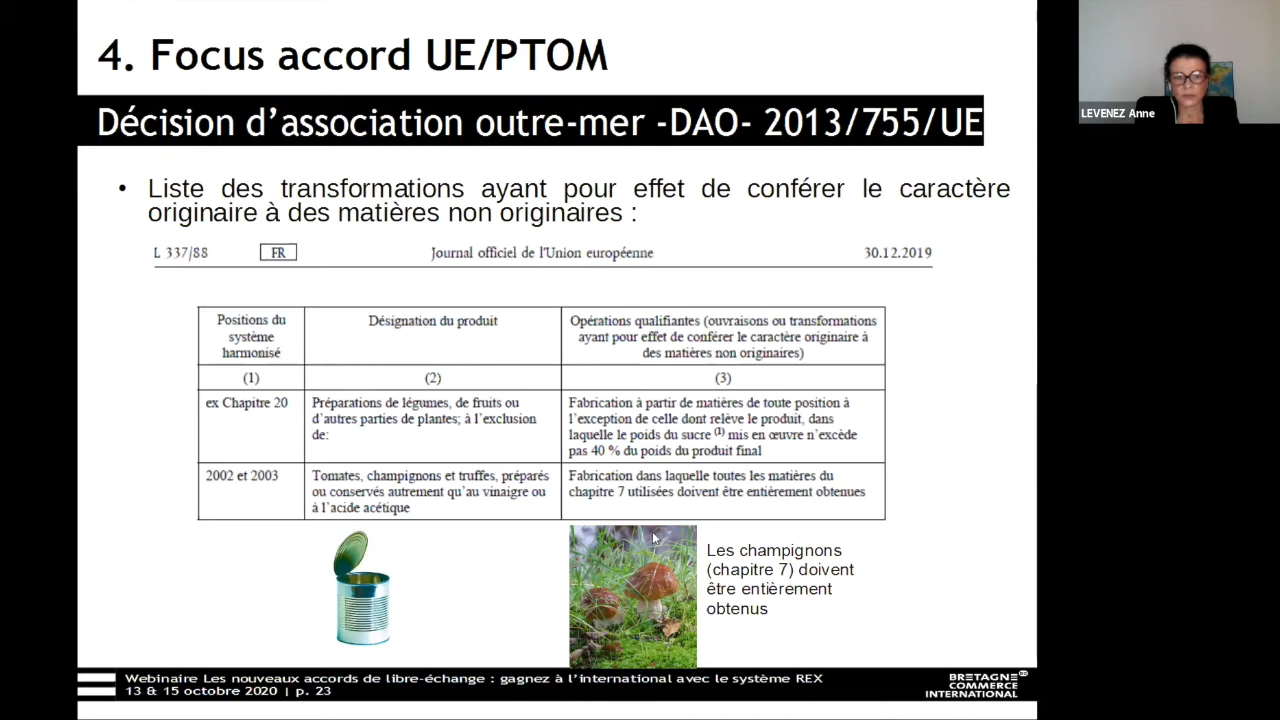 4. Focus accord UE/PTOM
Décision d’association outre-mer -DAO- 2013/755/UE
• Liste des transformations ayant pour effet de conférer le caractère
originaire à des matières non originaires :
L 337/88 FR Journal officiel de l'Union européenne 30.12.2019
Positions du
système
harmonisé
Désignation du produit
Opérations qualifiantes (ouvraisons ou transformations
ayant pour effet de conférer le caractère originaire à
des matières non originaires)
(1) (2) (3)
ex Chapitre 20
Préparations de légumes, de fruits ou
d’autres parties de plantes; à l’exclusion
de:
Fabrication à partir de matières de toute position à
l’exception de celle dont relève le produit, dans
laquelle le poids du sucre (1) mis en œuvre n’excède
pas 40 % du poids du produit final
2002 et 2003
Tomates, champignons et truffes, préparés
ou conservés autrement qu’au vinaigre ou
à l’acide acétique
Fabrication dans laquelle toutes les matières du
chapitre 7 utilisées doivent être entièrement obtenues
Les champignons
(chapitre 7) doivent
être entièrement
obtenus
Webinaire Les nouveaux accords de libre-échange : gagnez à l'international avec le système REX
13 & 15 octobre 2020 | p. 23
BRETAGNE
COMMERCE
INTERNATIONAL
LEVENEZ Anne